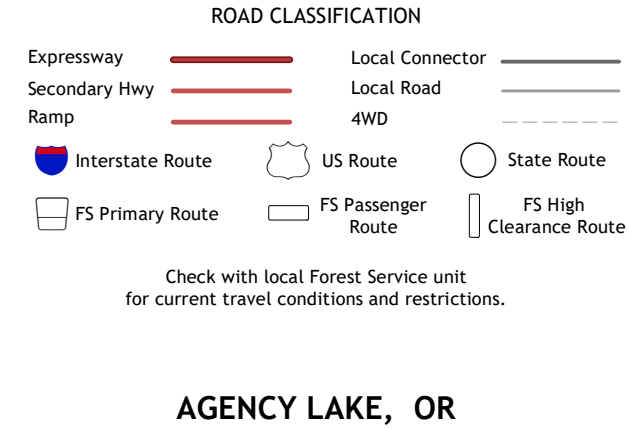 ROAD CLASSIFICATION
Expressway
Local Connector
Secondary Hwy
Local Road
Ramp
4WD
Interstate Route
US Route
State Route
FS Primary Route
FS Passenger
Route
FS High
Clearance Route
Check with local Forest Service unit
for current travel conditions and restrictions.
AGENCY LAKE, OR